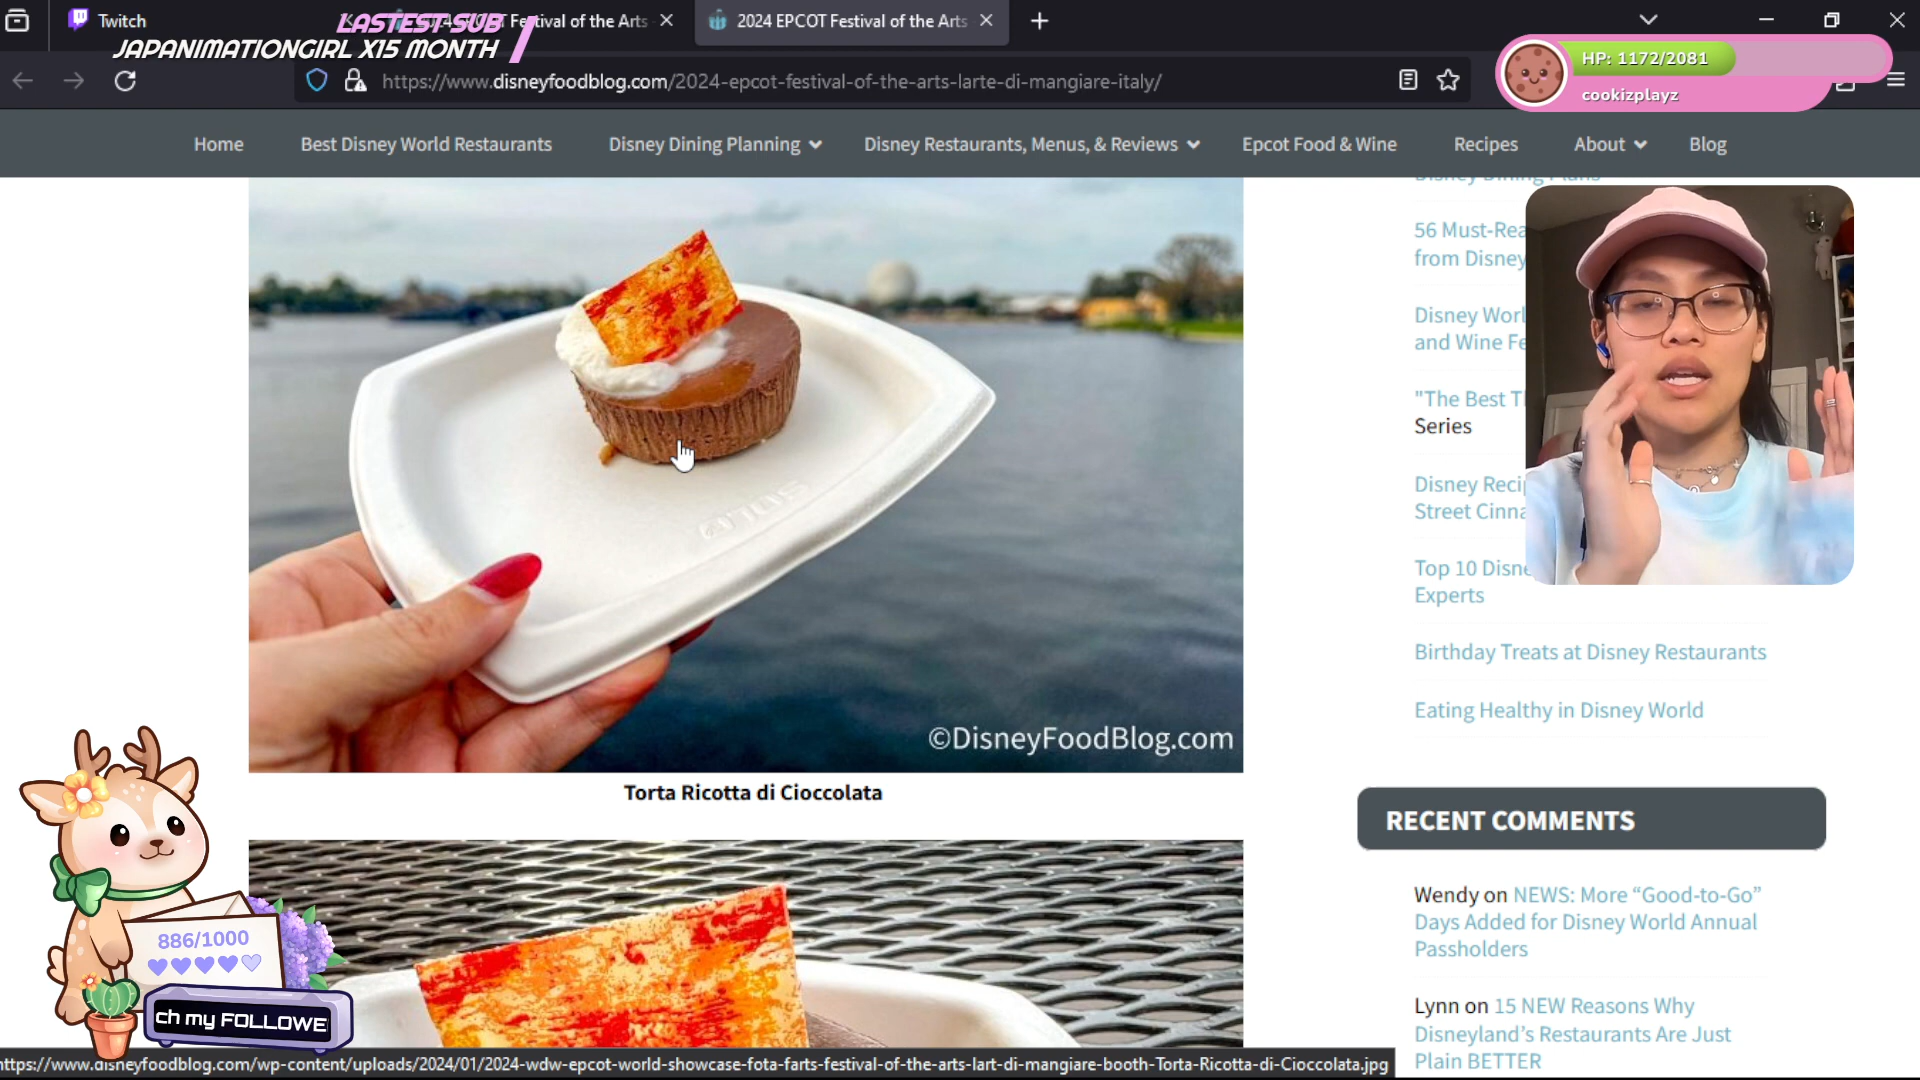 Twitch
Festival of the Arts
2024 EPCOT Festival of the Arts
LASTEST SUB
JAPANIMATIONGIRL X15 MONTH
https://www.disneyfoodblog.com/2024-epcot-festival-of-the-arts-larte-di-mangiare-italy/
HP: 1172/2081
cookizplayz
Home
Best Disney World Restaurants
Disney Dining Planning
Disney Restaurants, Menus, & Reviews
Epcot Food & Wine
Recipes
About
Blog
Disney Dining Plans
56 Must-Rea
from Disney
Disney Worl
and Wine Fe
"The Best T
Series
Disney Reci
Street Cinna
Top 10 Disne
Experts
Birthday Treats at Disney Restaurants
Eating Healthy in Disney World
©DisneyFoodBlog.com
Torta Ricotta di Cioccolata
RECENT COMMENTS
Wendy on NEWS: More “Good-to-Go”
Days Added for Disney World Annual
Passholders
Lynn on 15 NEW Reasons Why
Disneyland’s Restaurants Are Just
Plain BETTER
886/1000
ch my FOLLOWE
https://www.disneyfoodblog.com/wp-content/uploads/2024/01/2024-wdw-epcot-world-showcase-fota-farts-festival-of-the-arts-lart-di-mangiare-booth-Torta-Ricotta-di-Cioccolata.jpg